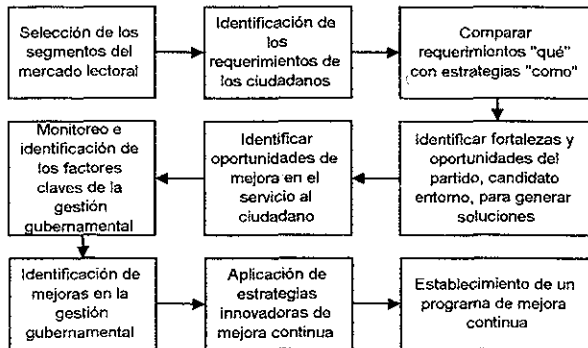 Selección de los
segmentos del
mercado lectoral
Identificación de
los
requerimientos de
los ciudadanos
Comparar
requerimientos "qué"
con estrategias "como"
Identificar fortalezas y
oportunidades del
partido, candidato
entorno, para generar
soluciones
Identificar
oportunidades de
mejora en el
servicio al
ciudadano
Monitoreo e
identificación de
los factores
claves de la
gestión
gubernamental
Identificación de
mejoras en la
gestión
gubernamental
Aplicación de
estrategias
innovadoras de
mejora continua
Establecimiento de un
programa de mejora
continua